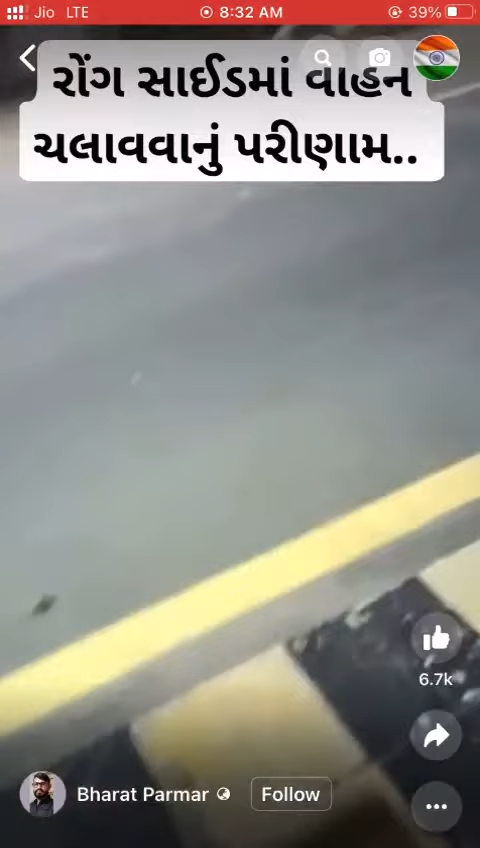 Jio LTE 8:32 AM 39%
રોંગ સાઈડમાં વાહન
ચલાવવાનું પરીણામ..
6.7k
Bharat Parmar Follow